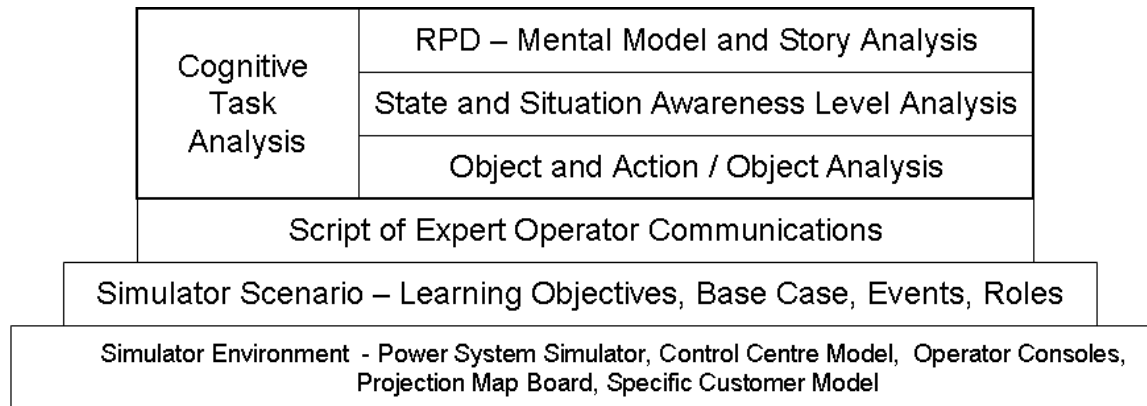 Cognitive
Task
Analysis
RPD – Mental Model and Story Analysis
State and Situation Awareness Level Analysis
Object and Action / Object Analysis
Script of Expert Operator Communications
Simulator Scenario – Learning Objectives, Base Case, Events, Roles
Simulator Environment - Power System Simulator, Control Centre Model, Operator Consoles,
Projection Map Board, Specific Customer Model